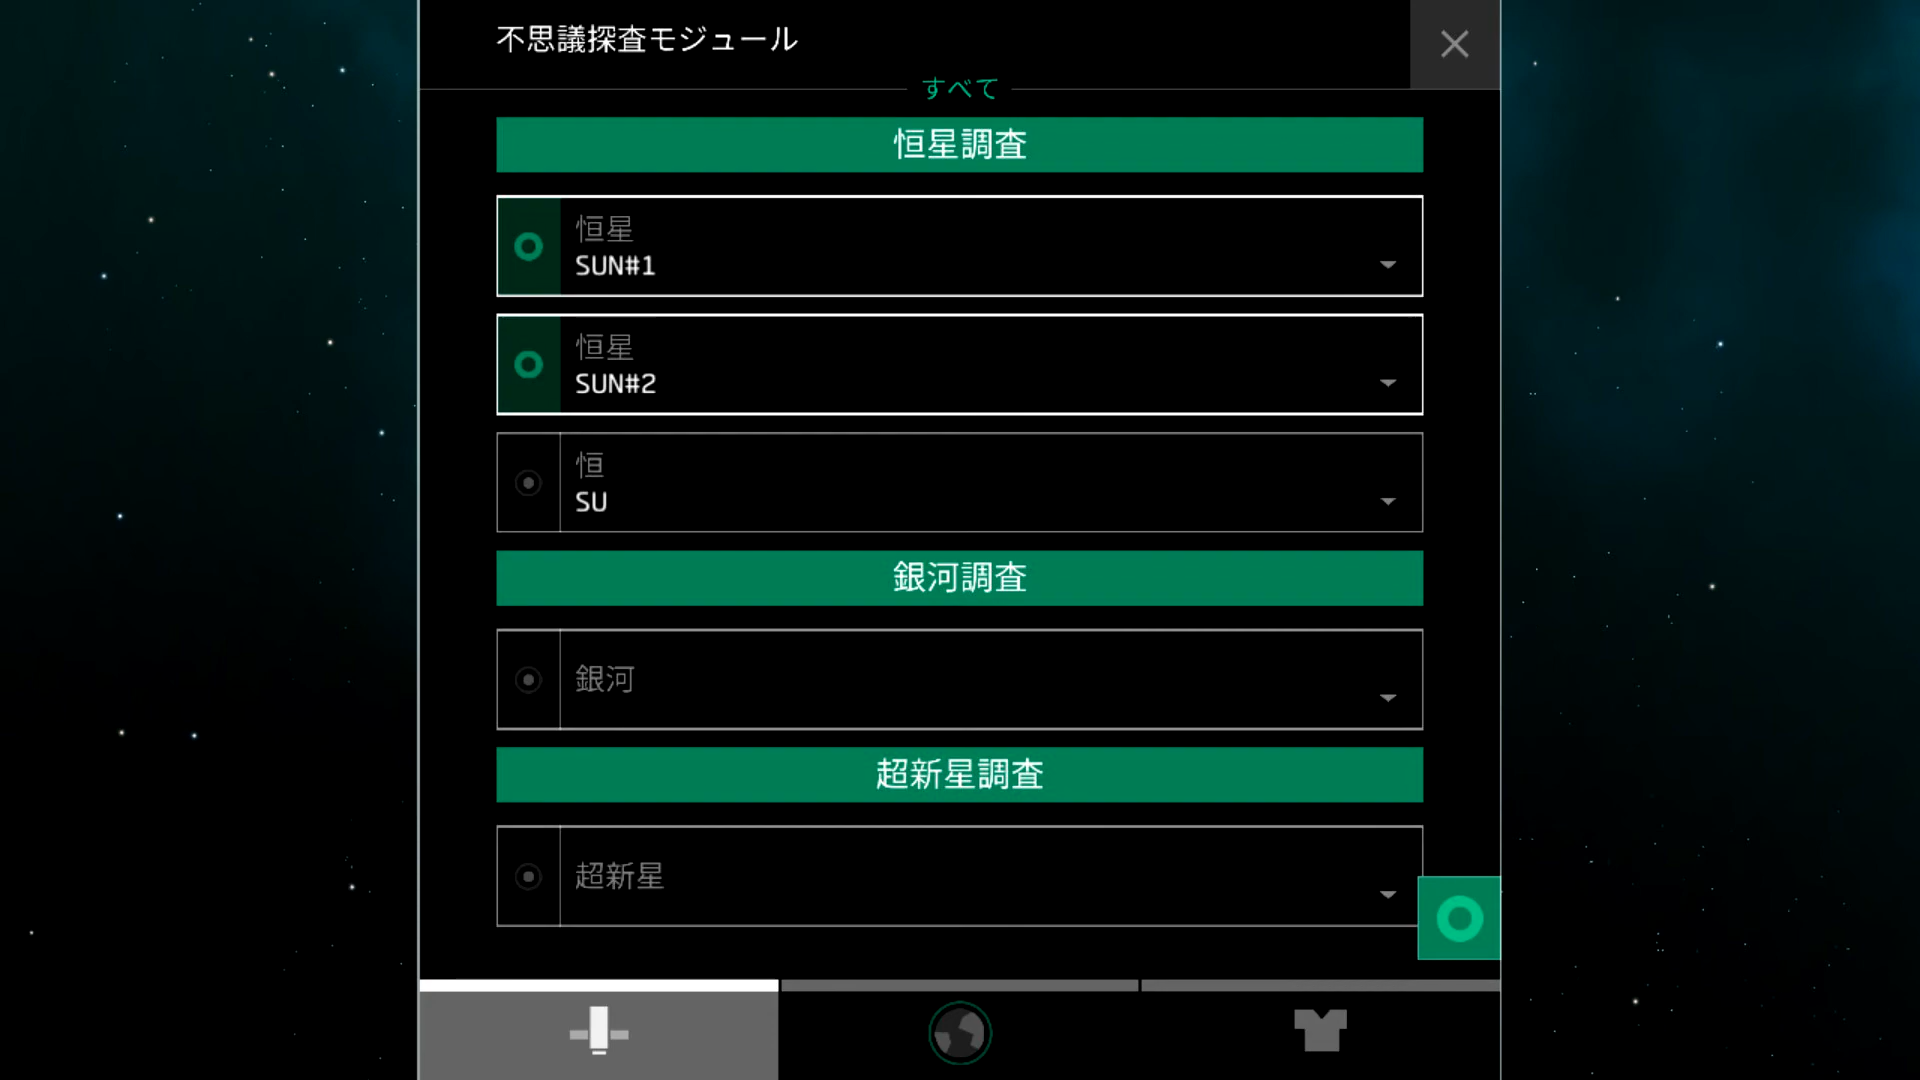 不思議探査モジュール
すべて
恒星調査
恒星
SUN#1
恒星
SUN#2
恒
SU
銀河調査
銀河
超新星調査
超新星